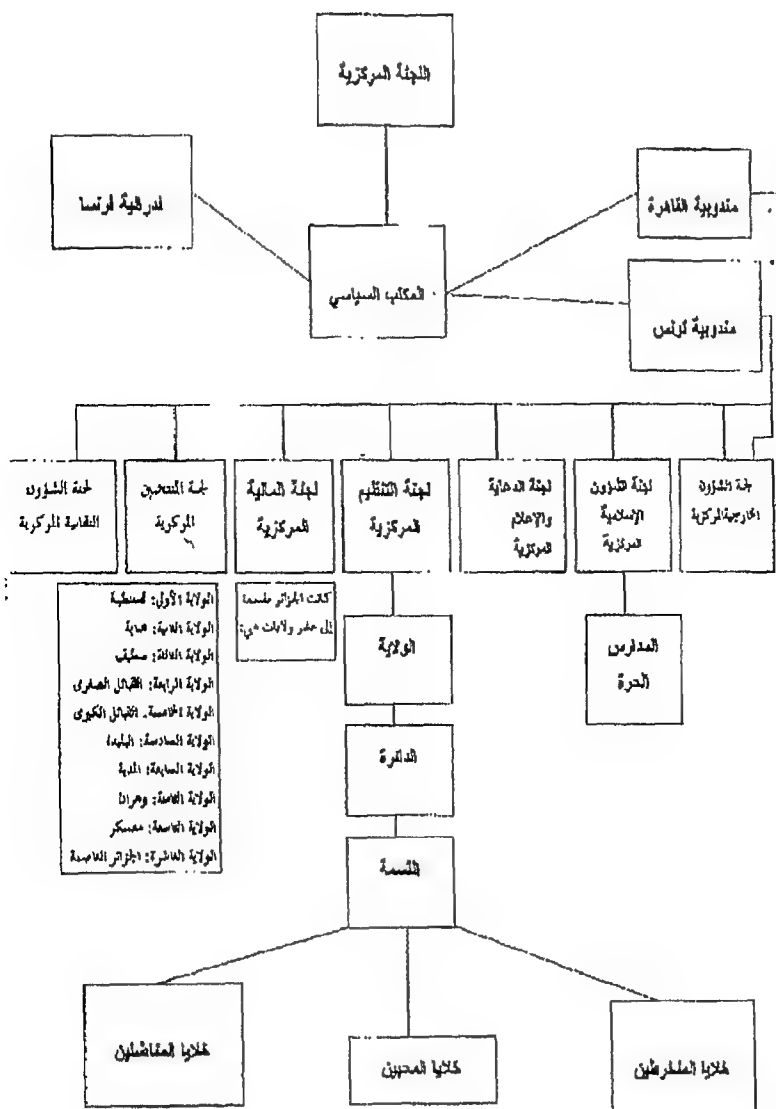 اللجنة المركزية
فدرالية فرنسا
مندوبية القاهرة
المكتب السياسي
مندوبية تونس
لجنة الشؤون
الخارجية المركزية
لجنة الشؤون
الإسلامية
المركزية
لجنة الدعاية
والإعلام
المركزية
لجنة التنظيم
المركزية
لجنة المالية
المركزية
لجنة المنتخبين
المركزية
لجنة الشؤون
النقابية المركزية
المدارس
الحرة
الولاية
كانت الجزائر مقسمة
إلى عشر ولايات هي:
الولاية الأولى: قسنطينة
الولاية الثانية: عنابة
الولاية الثالثة: سطيف
الولاية الرابعة: القبائل الصغرى
الولاية الخامسة. القبائل الكبرى
الولاية السادسة: البليدة
الولاية السابعة: المدية
الولاية الثامنة: وهران
الولاية التاسعة: معسكر
الولاية العاشرة: الجزائر العاصمة
الدائرة
القسمة
خلايا المنخرطين
خلايا المحبين
خلايا المناضلين